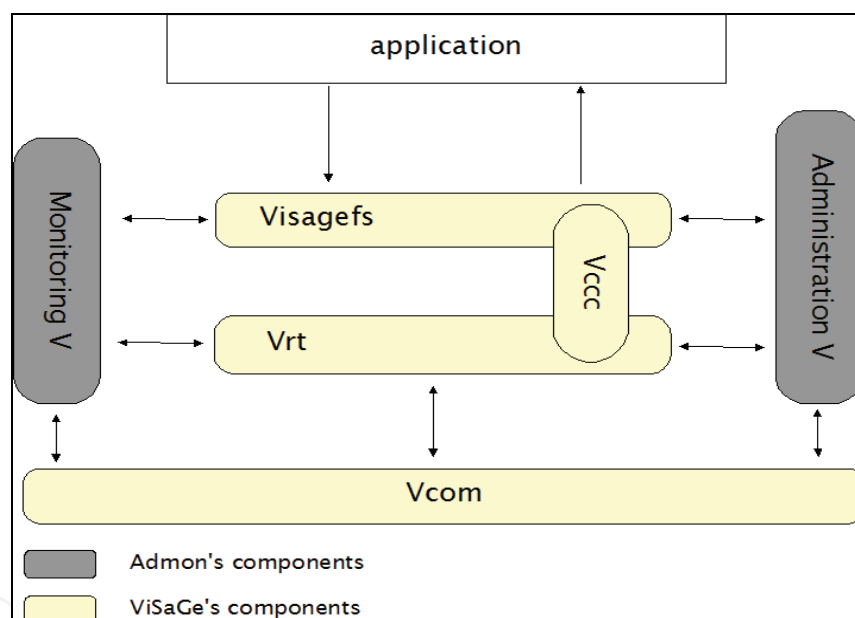 application
Monitoring V
Visagefs
Vccc
Administration V
Vrt
Vcom
Admon's components
ViSaGe's components